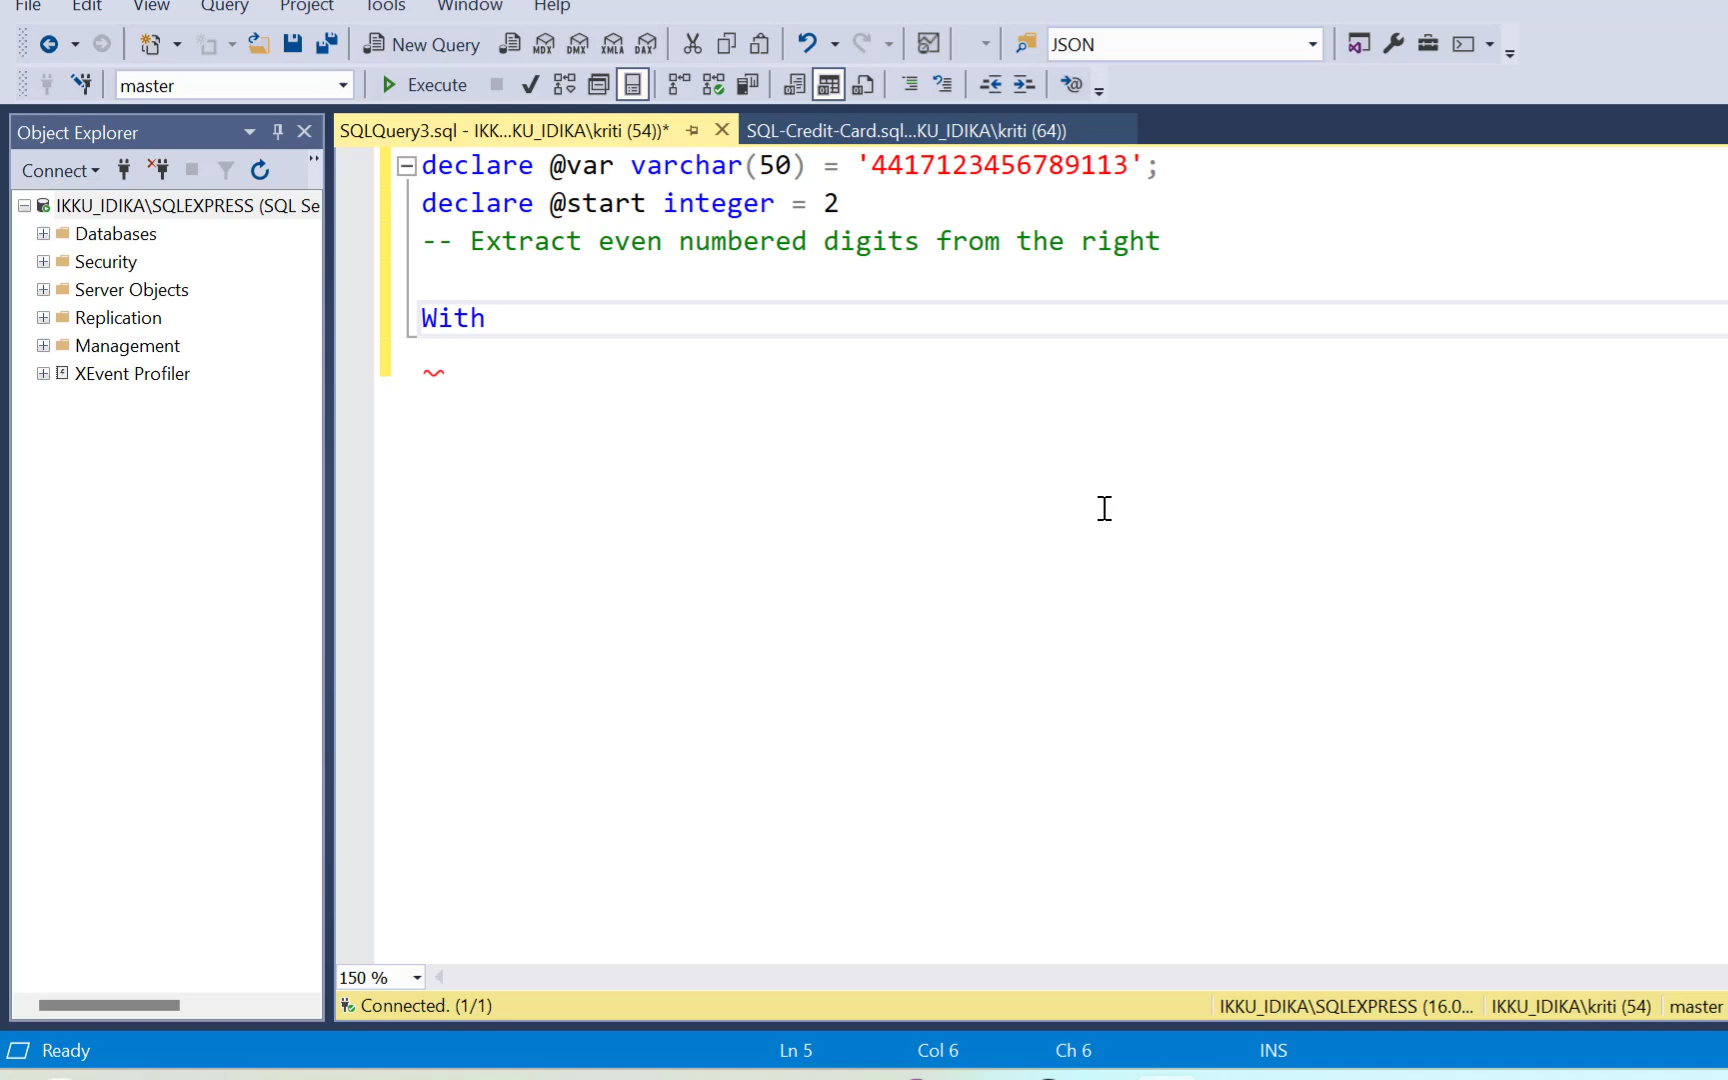 File Edit View Query Project Tools Window Help
New Query MDX DMX XMLA DAX JSON
master Execute
Object Explorer
SQLQuery3.sql - IKK...KU_IDIKA\kriti (54))* SQL-Credit-Card.sql...KU_IDIKA\kriti (64))
Connect
IKKU_IDIKA\SQLEXPRESS (SQL Se
Databases
Security
Server Objects
Replication
Management
XEvent Profiler
declare @var varchar(50) = '4417123456789113';
declare @start integer = 2
-- Extract even numbered digits from the right
With
150 %
Connected. (1/1) IKKU_IDIKA\SQLEXPRESS (16.0... IKKU_IDIKA\kriti (54) master
Ready Ln 5 Col 6 Ch 6 INS